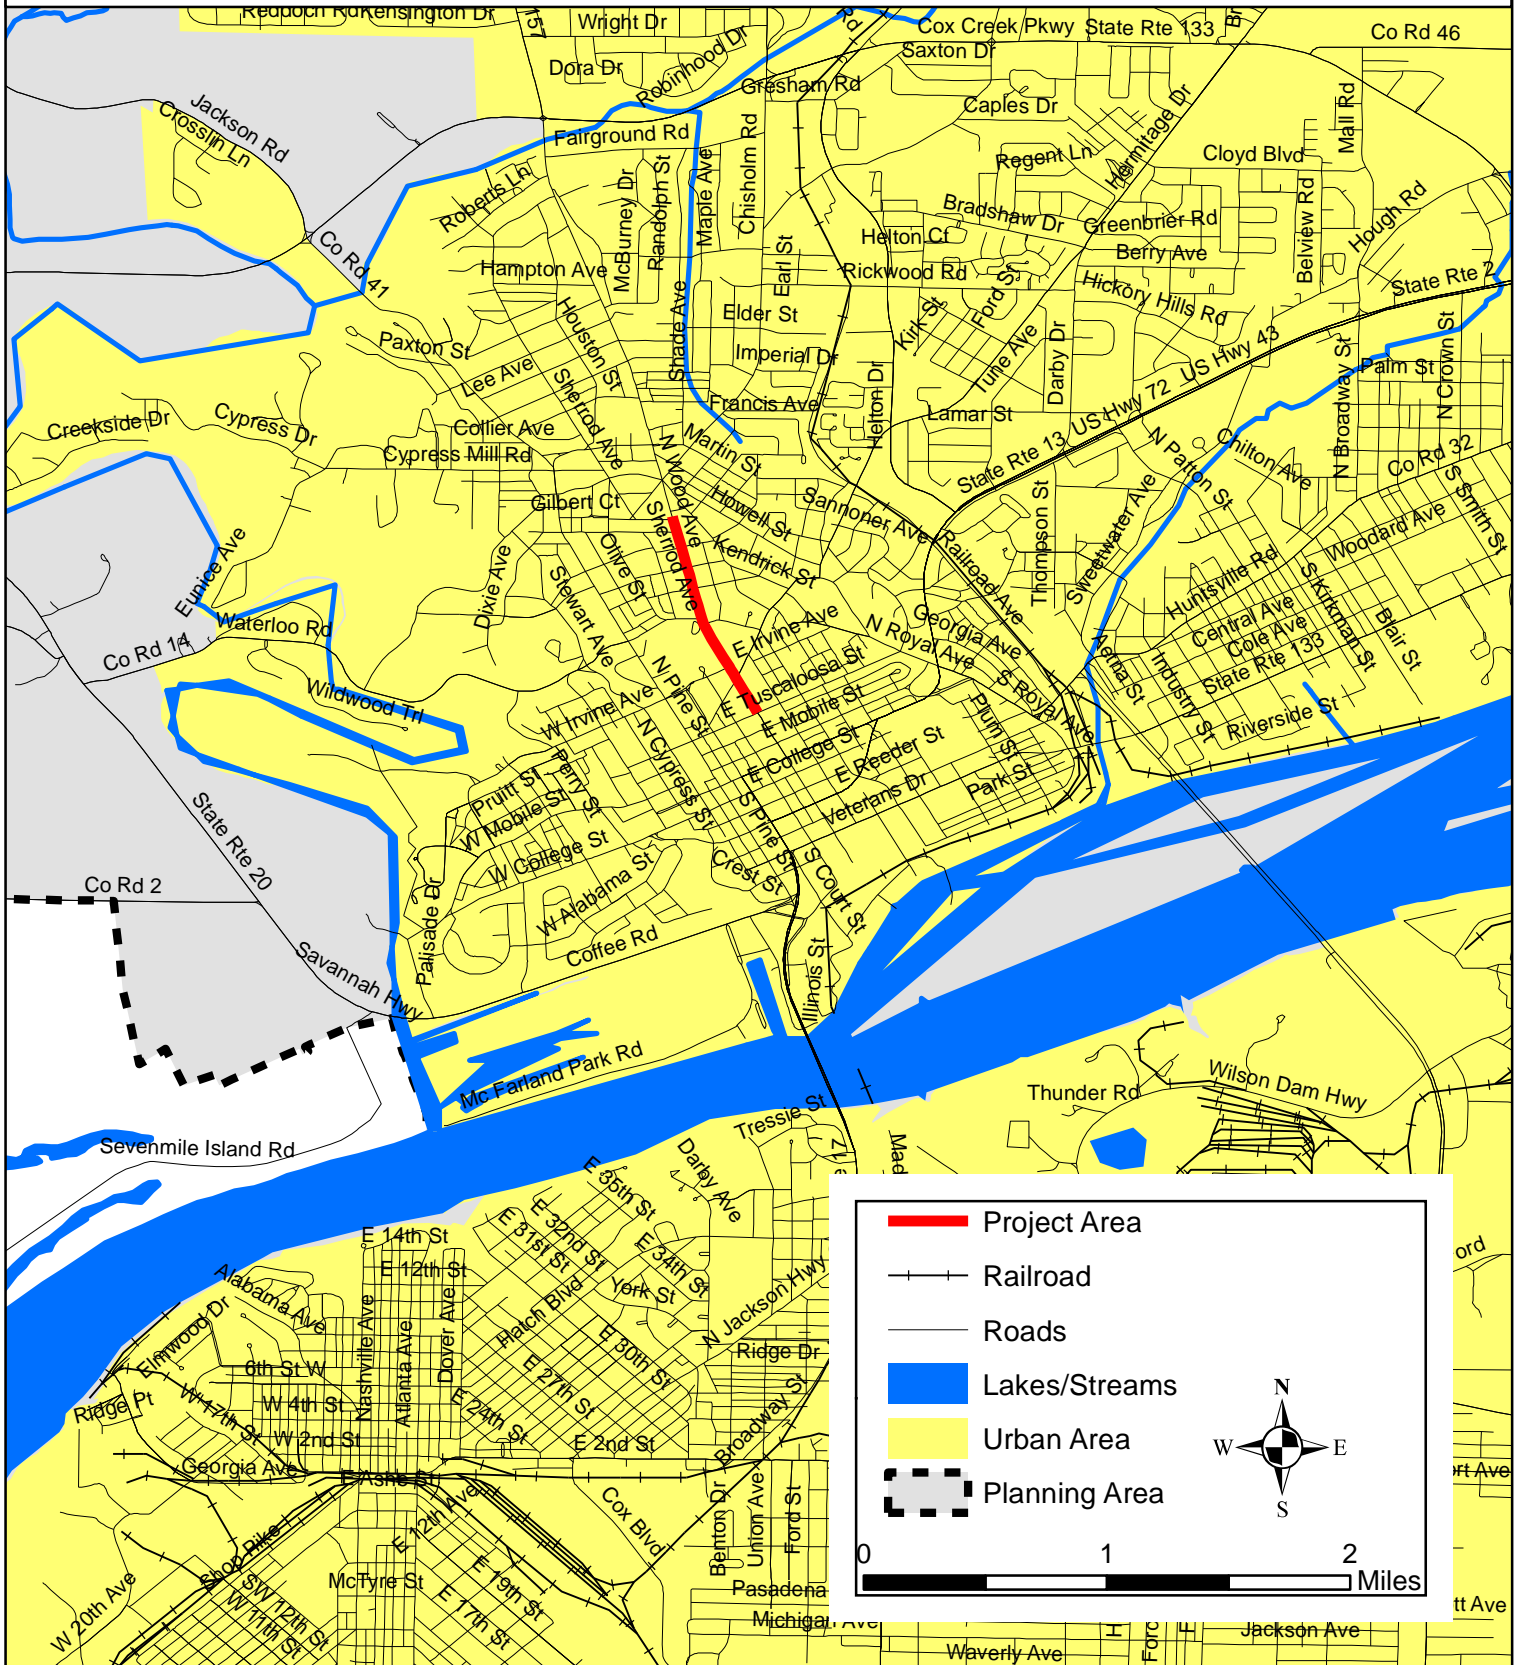 Reddoch Rd
Kensington Dr
157
Wright Dr
Cox Creek Pkwy
State Rte 133
Co Rd 46
Saxton Dr
Dora Dr
Robinhood Dr
Gresham Rd
Caples Dr
Hermitage Dr
Mall Rd
Jackson Rd
Crosslin Ln
Fairground Rd
Chisholm Rd
Regent Ln
Cloyd Blvd
Roberts Ln
McBurney Dr
Randolph St
Maple Ave
Bradshaw Dr
Greenbrier Rd
Belview Rd
Hough Rd
Co Rd 41
Helton Ct
Berry Ave
Hampton Ave
Earl St
Rickwood Rd
Ford St
Hickory Hills Rd
State Rte 2
Houston St
Shade Ave
Elder St
Kirk St
Paxton St
Imperial Dr
Tune Ave
Darby Dr
US Hwy 43
N Broadway St
N Crown St
Palm St
Lee Ave
Sherrod Ave
Francis Ave
Helton Dr
Lamar St
US Hwy 72
Creekside Dr
Cypress Dr
Collier Ave
Cypress Mill Rd
N Wood Ave
Martin St
State Rte 13
N Patton St
Chilton Ave
Co Rd 32
S Smith St
Gilbert Ct
Howell St
Sannoner Ave
Thompson St
Sweetwater Ave
Woodard Ave
Eunice Ave
Dixie Ave
Olive St
Sherrod Ave
Kendrick St
Railroad Ave
Huntsville Rd
S Kirkman St
Stewart Ave
Waterloo Rd
Co Rd 14
E Irvine Ave
N Royal Ave
Georgia Ave
Central Ave
Cole Ave
Blair St
Aetna St
Industry St
State Rte 133
Wildwood Trl
W Irvine Ave
N Pine St
E Tuscaloosa St
E Mobile St
S Royal Ave
Plum St
Riverside St
N Cypress St
E College St
E Reeder St
Pruitt St
Perry St
W Mobile St
S Pine St
Veterans Dr
Park St
State Rte 20
W College St
Crest St
S Court St
Co Rd 2
Palisade Dr
W Alabama St
Coffee Rd
Savannah Hwy
Illinois St
Mc Farland Park Rd
Thunder Rd
Wilson Dam Hwy
Sevenmile Island Rd
Tressie St
Darby Ave
Mad
E 35th St
E 32nd St
E 31st St
E 34th St
E 14th St
E 12th St
York St
Alabama Ave
Hatch Blvd
N Jackson Hwy
Elmwood Dr
Nashville Ave
Atlanta Ave
Dover Ave
E 30th St
Ridge Dr
6th St W
E 27th St
Ridge Pt
W 17th St
W 4th St
E 24th St
Broadway St
W 2nd St
E 2nd St
Georgia Ave
E Ashe St
E 12th Ave
Cox Blvd
Benton Dr
Union Ave
Ford St
Shop Pike
McTyre St
E 19th St
E 17th St
W 20th Ave
SW 12th St
W 11th St
Pasadena
Michigan Ave
Waverly Ave
Jackson Ave
Project Area
Railroad
Roads
Lakes/Streams
Urban Area
Planning Area
N
W
E
S
0 1 2
Miles